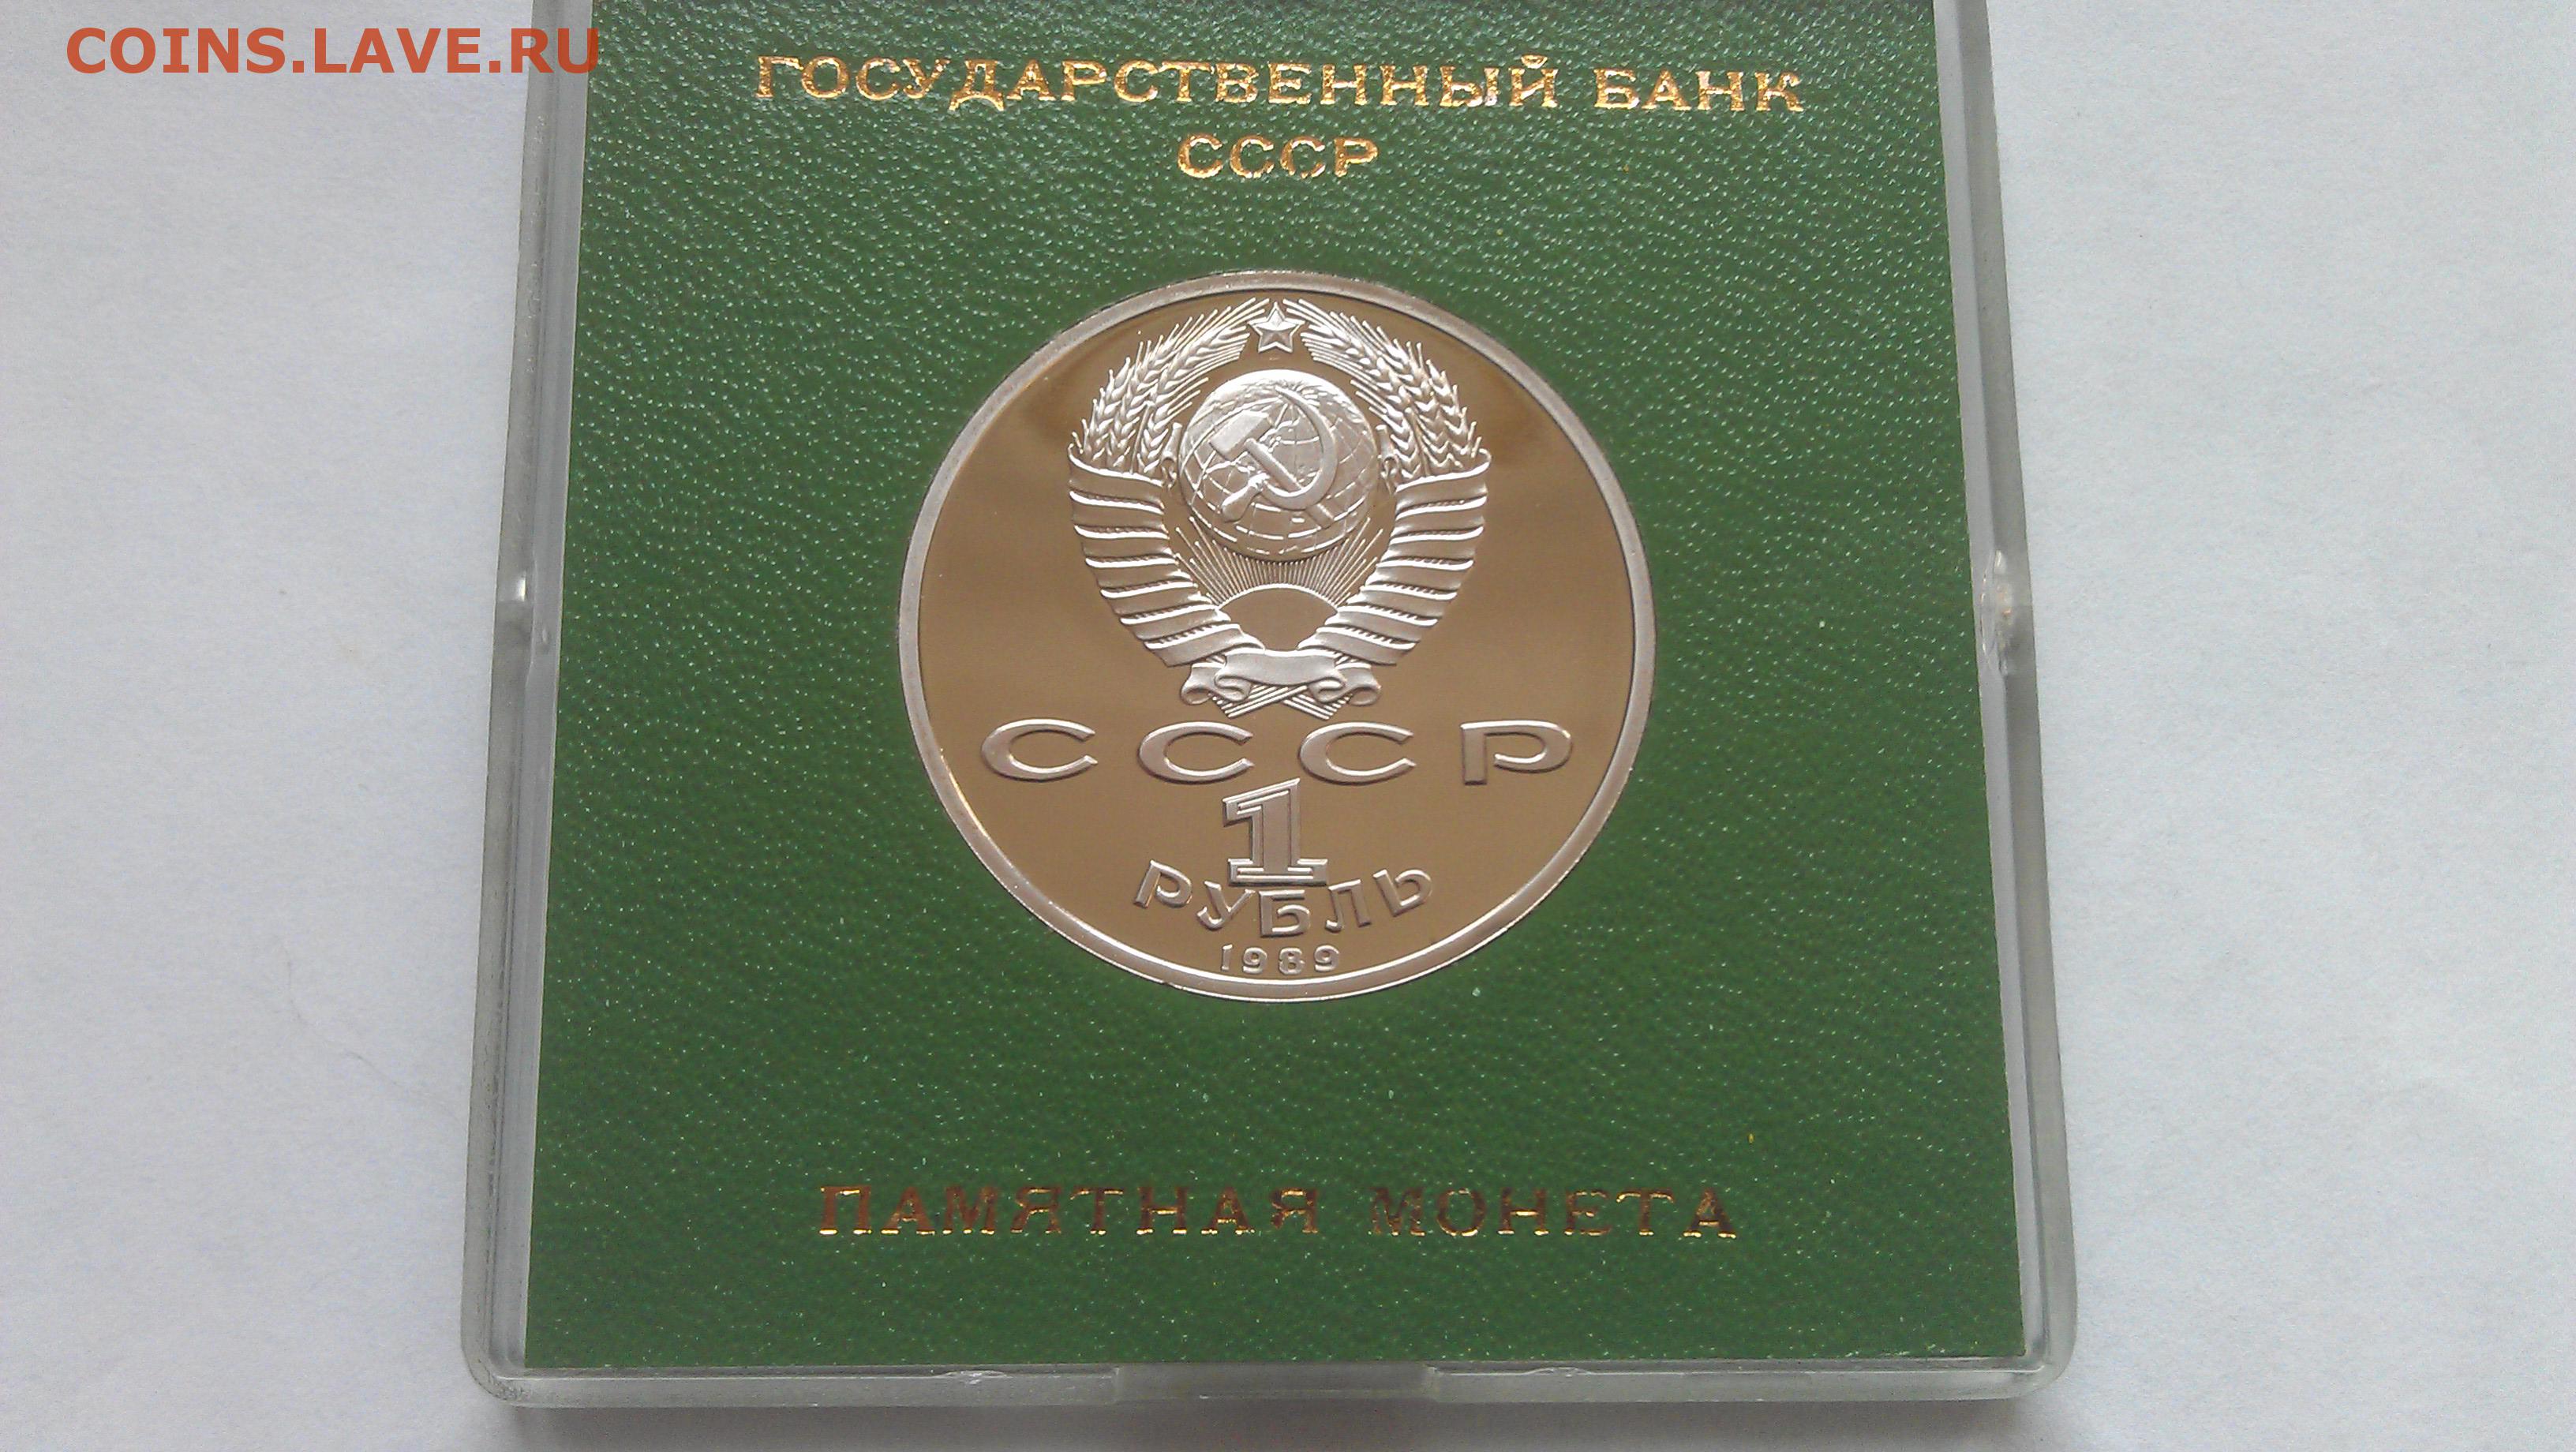 COINS.LAVE.RU
ГОСУДАРСТВЕННЫЙ БАНК
СССР
СССР
1
РУБЛЬ
1989
ПАМЯТНАЯ МОНЕТА